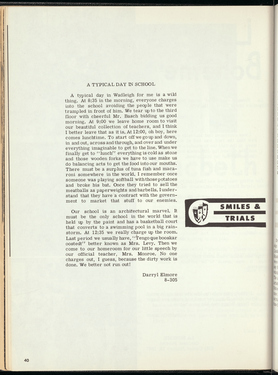 A TYPICAL DAY IN SCHOOL
A typical day in Wadleigh for me is a wild
thing. At 8:35 in the morning, everyone charges
into the school avoiding the people that were
trampled in front of him. We tear up to the third
floor with cheerful Mr. Busch bidding us good
morning. At 9:00 we leave home room to visit
our beautiful collection of teachers, and I think
I better leave that as it is. At 12:00, oh boy, here
comes lunchtime. To start off we go up and down,
in and out, across and through, and over and under
everything imaginable to get to the line. When we
finally get to "lunch" everything is cold as stone
and those wooden forks we have to use make us
do balancing acts to get the food into our mouths.
There must be a surplus of tuna fish and maca-
roni somewhere in the world. I remember once
someone was playing softball with those potatoes
and broke his bat. Once they tried to sell the
meatballs as paperweights and barbells. I under-
stand that they have a contract with the govern-
ment to market that stuff to our enemies.
Our school is an architectural marvel. It
must be the only school in the world that is
held up by the paint and has a basketball court
that converts to a swimming pool in a big rain-
storm. At 12:35 we really charge up the room.
Last period we usually have,
better known as Mrs. Levy. Then we
come to our homeroom for our little speech by
our official teacher, Mrs. Monroe. No one
charges out, I guess, because the dirty work is
done. We better not run out!
Darryl Elmore
8-305
SMILES &
TRIALS
40